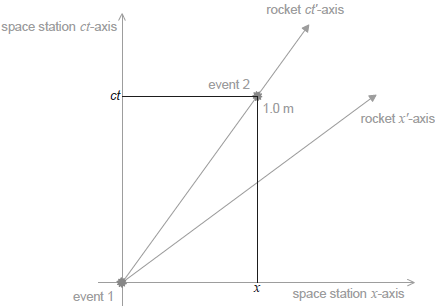 rocket ct′-axis
space station ct-axis
event 2
ct
1.0 m
rocket x′-axis
x
space station x-axis
event 1